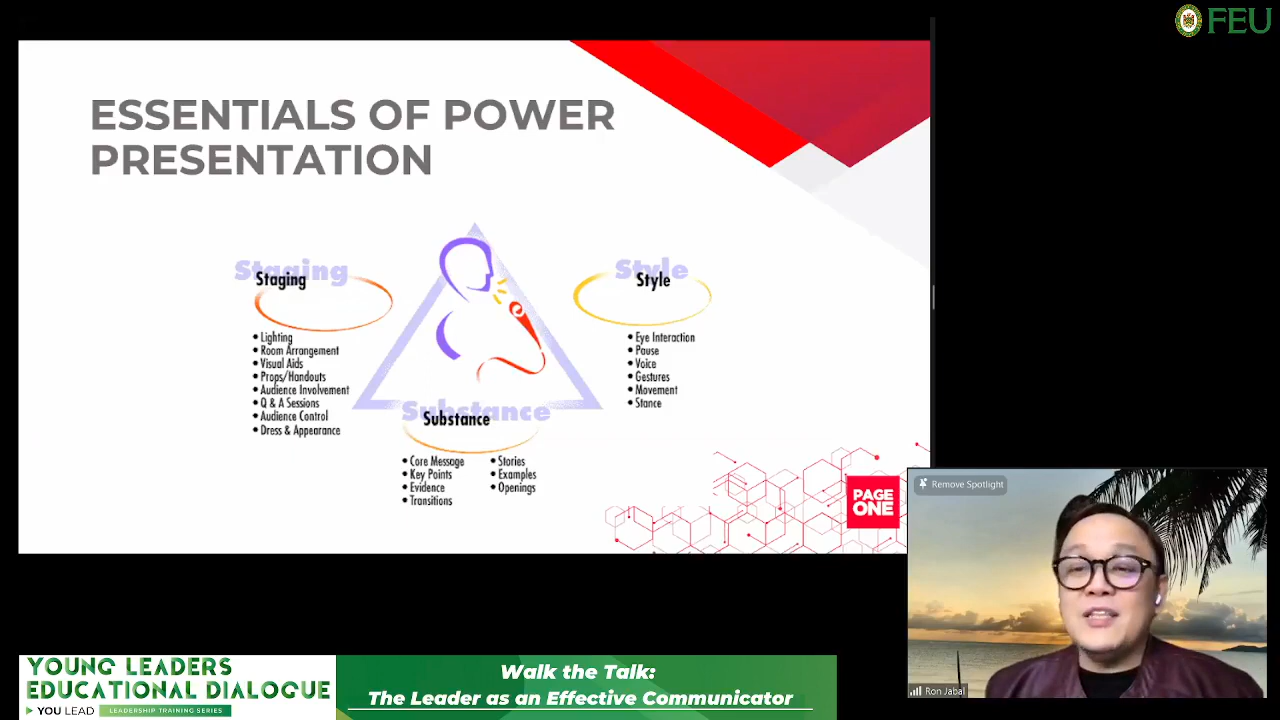 FEU
ESSENTIALS OF POWER
PRESENTATION
Staging
Staging
• Lighting
• Room Arrangement
• Visual Aids
• Props/Handouts
• Audience Involvement
• Q & A Sessions
• Audience Control
• Dress & Appearance
Style
Style
• Eye Interaction
• Pause
• Voice
• Gestures
• Movement
• Stance
Substance
Substance
• Core Message
• Key Points
• Evidence
• Transitions
• Stories
• Examples
• Openings
PAGE
ONE
Remove Spotlight
Ron Jabal
YOUNG LEADERS
EDUCATIONAL DIALOGUE
YOU LEAD LEADERSHIP TRAINING SERIES
Walk the Talk:
The Leader as an Effective Communicator